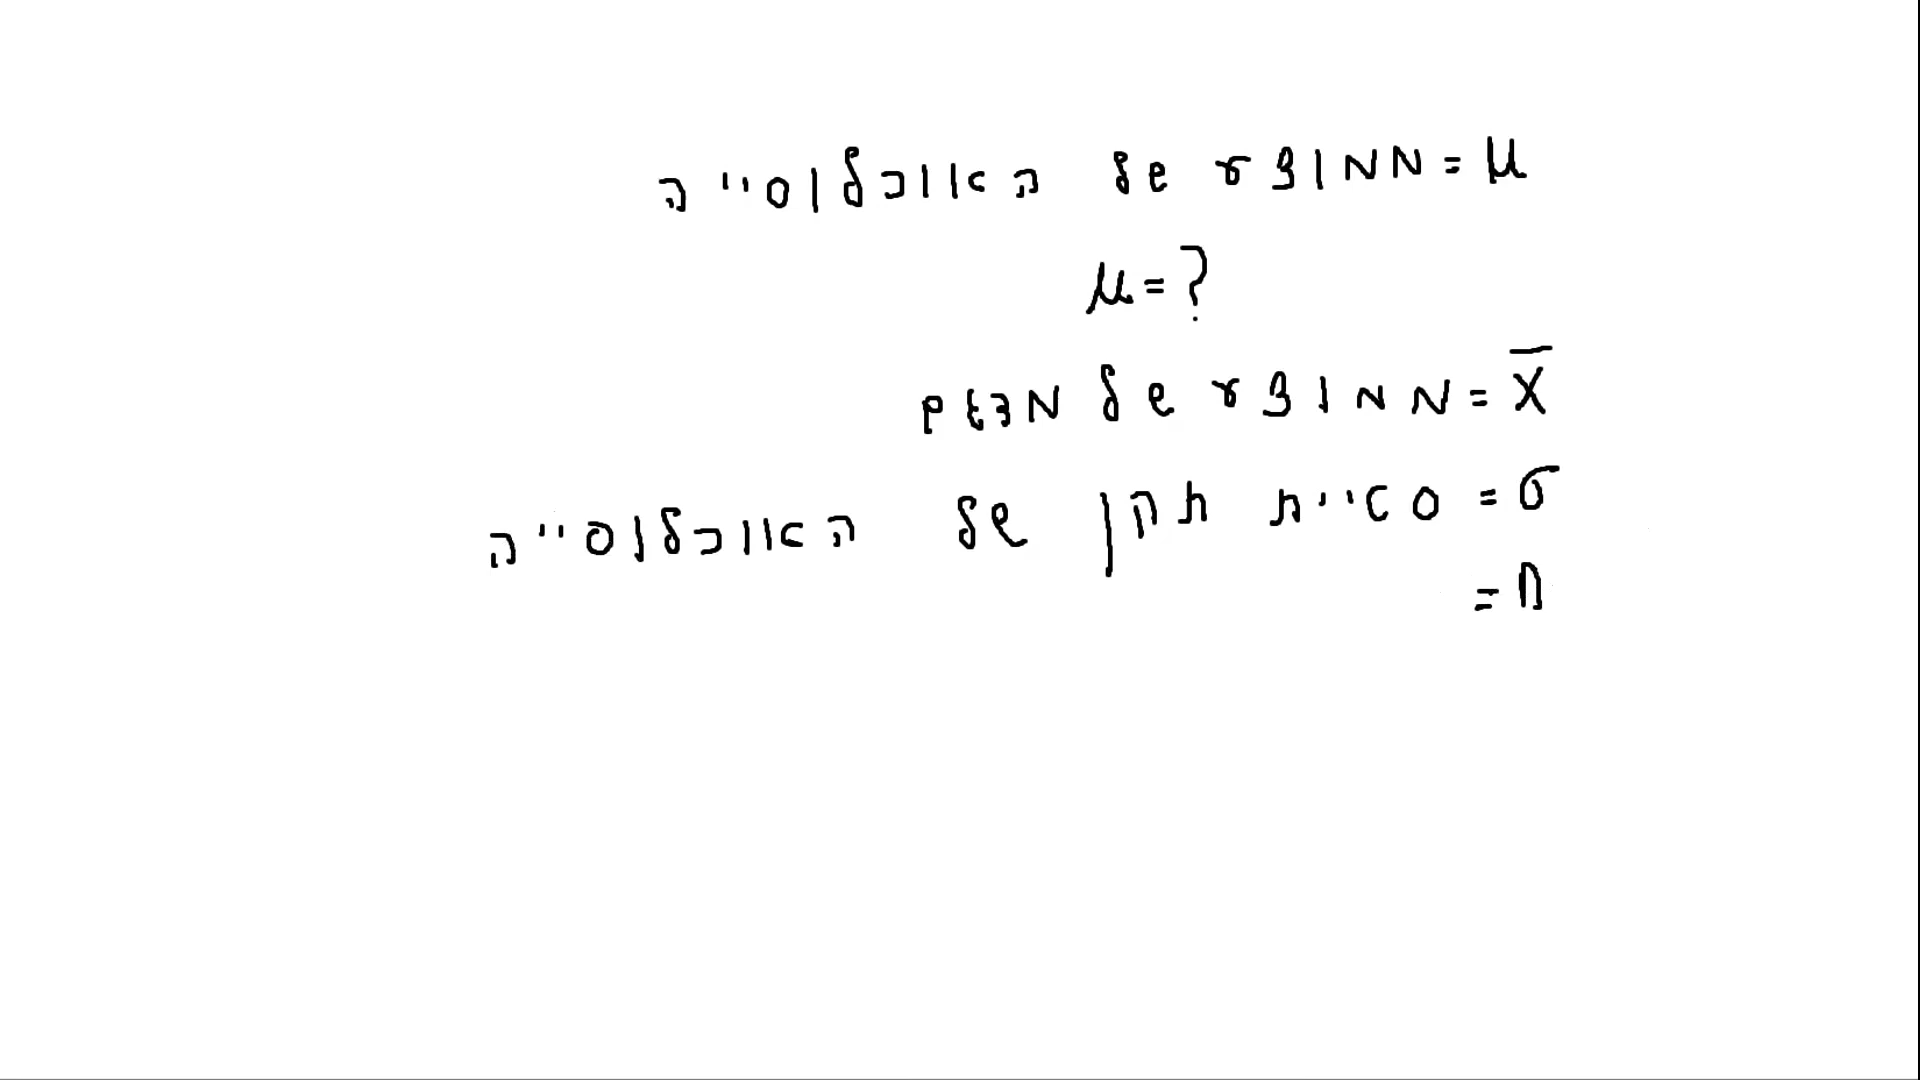 μ = ממוצע של האוכלוסייה
μ = ?
x̄ = ממוצע של מדגם
σ = סטיית תקן של האוכלוסייה
n =